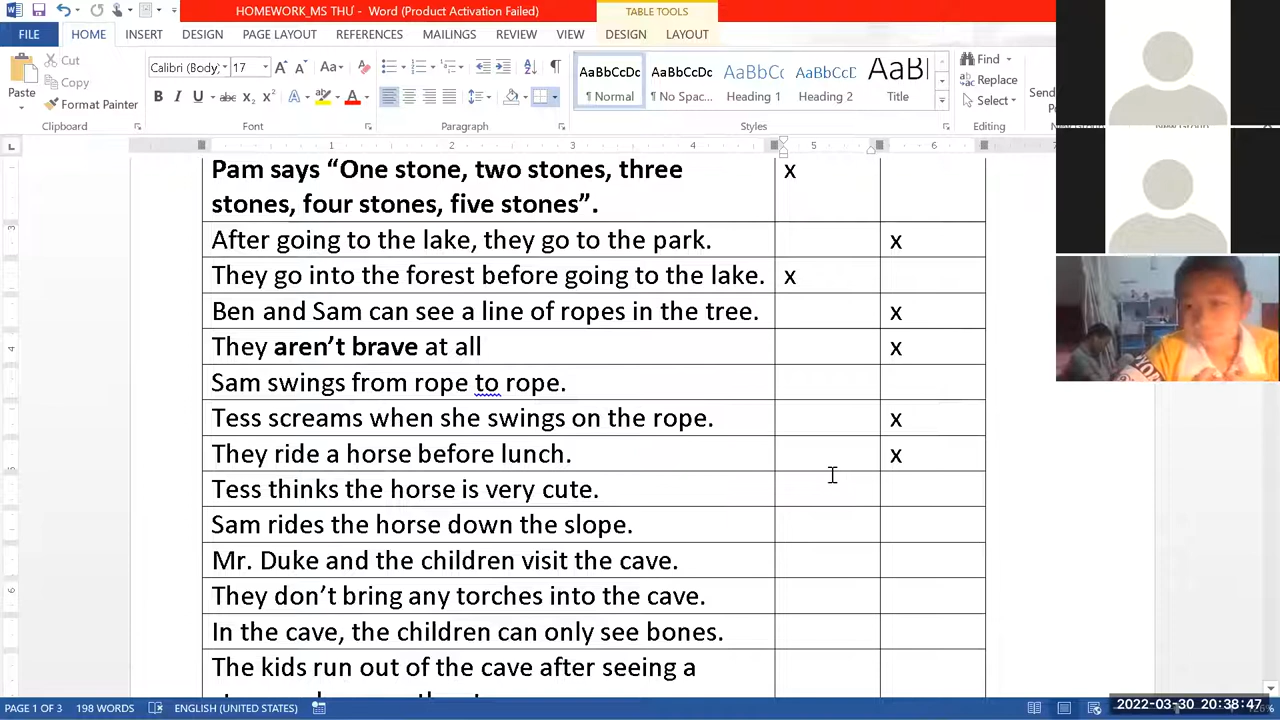 HOMEWORK_MS THƯ - Word (Product Activation Failed)
TABLE TOOLS
FILE HOME INSERT DESIGN PAGE LAYOUT REFERENCES MAILINGS REVIEW VIEW DESIGN LAYOUT
Paste
Cut
Copy
Format Painter
Clipboard
Calibri (Body) 17
Font
Paragraph
AaBbCcDc AaBbCcDc AaBbCc AaBbCcD AaBl
¶ Normal ¶ No Spac... Heading 1 Heading 2 Title
Styles
Find
Replace
Select
Editing
Send
1 2 3 4 5 6
Pam says “One stone, two stones, three x
stones, four stones, five stones”.
After going to the lake, they go to the park. x
They go into the forest before going to the lake. x
Ben and Sam can see a line of ropes in the tree. x
They aren’t brave at all x
Sam swings from rope to rope.
Tess screams when she swings on the rope. x
They ride a horse before lunch. x
Tess thinks the horse is very cute.
Sam rides the horse down the slope.
Mr. Duke and the children visit the cave.
They don’t bring any torches into the cave.
In the cave, the children can only see bones.
The kids run out of the cave after seeing a
PAGE 1 OF 3 198 WORDS ENGLISH (UNITED STATES)
2022-03-30 20:38:47